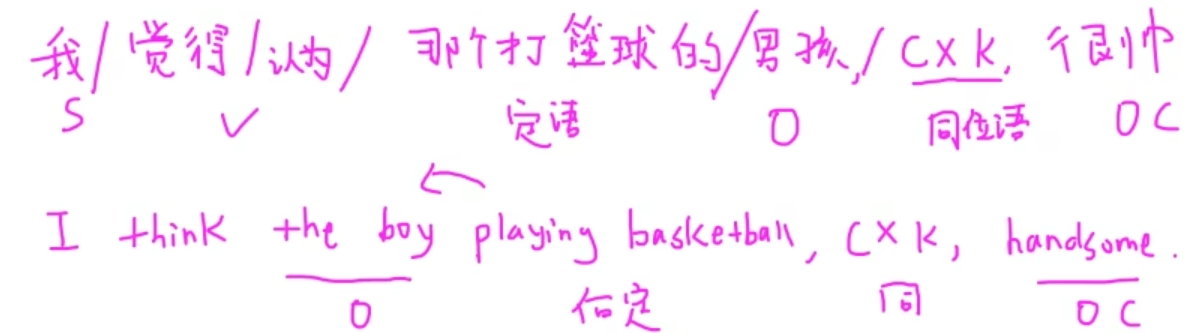 我/觉得/认为/ 那个打篮球的/男孩,/CXK, 很帅
S V 定语 O 同位语 OC
I think the boy playing basketball, CXK, handsome.
O 后定 同 OC